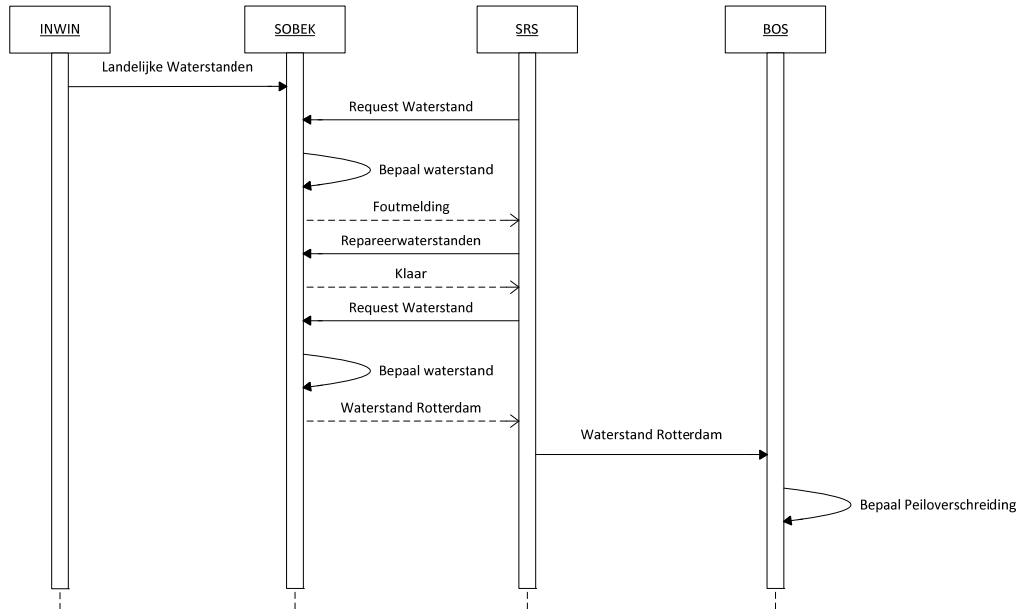 INWIN
SOBEK
SRS
BOS
Landelijke Waterstanden
Request Waterstand
Bepaal waterstand
Foutmelding
Repareerwaterstanden
Klaar
Request Waterstand
Bepaal waterstand
Waterstand Rotterdam
Waterstand Rotterdam
Bepaal Peiloverschreiding